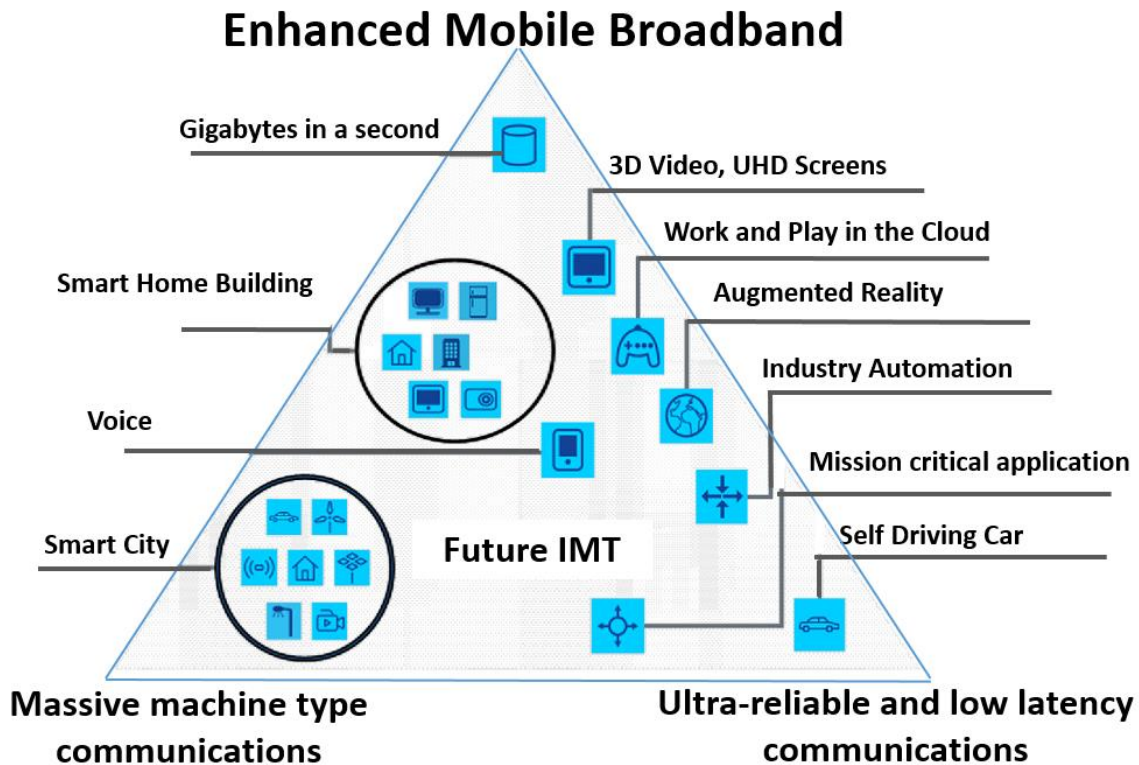 Enhanced Mobile Broadband
Gigabytes in a second
3D Video, UHD Screens
Work and Play in the Cloud
Smart Home Building
Augmented Reality
Industry Automation
Voice
Mission critical application
Smart City
Future IMT
Self Driving Car
Massive machine type
communications
Ultra-reliable and low latency
communications